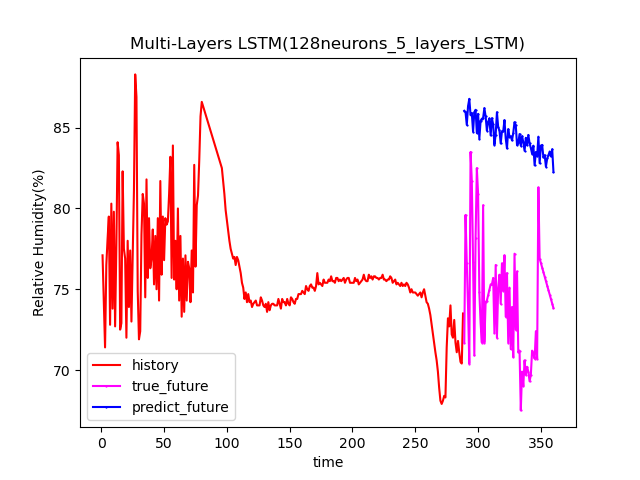 Multi-Layers LSTM(128neurons_5_layers_LSTM)
Relative Humidity(%)
85
80
75
70
history
true_future
predict_future
0
50
100
150
200
250
300
350
time